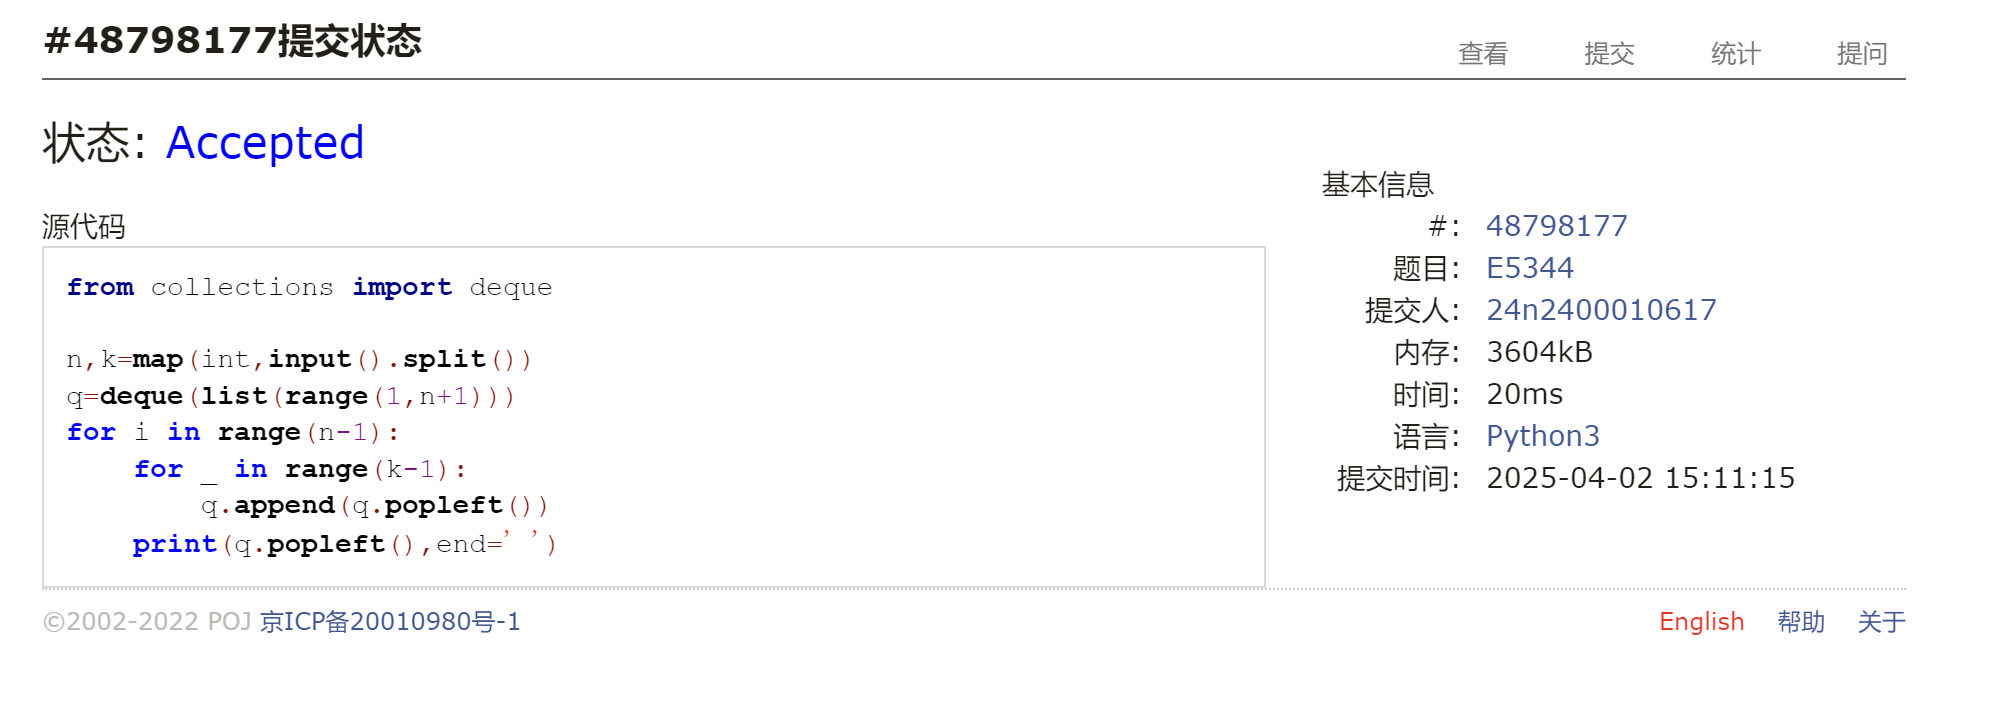 #48798177提交状态
查看 提交 统计 提问
状态: Accepted
源代码
from collections import deque

n,k=map(int,input().split())
q=deque(list(range(1,n+1)))
for i in range(n-1):
    for _ in range(k-1):
        q.append(q.popleft())
    print(q.popleft(),end=' ')
基本信息
#: 48798177
题目: E5344
提交人: 24n2400010617
内存: 3604kB
时间: 20ms
语言: Python3
提交时间: 2025-04-02 15:11:15
©2002-2022 POJ 京ICP备20010980号-1
English 帮助 关于